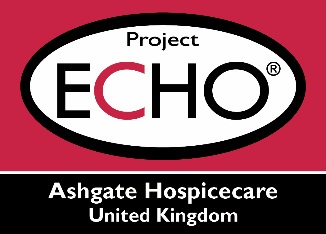 Project
ECHO®
Ashgate Hospicecare
United Kingdom